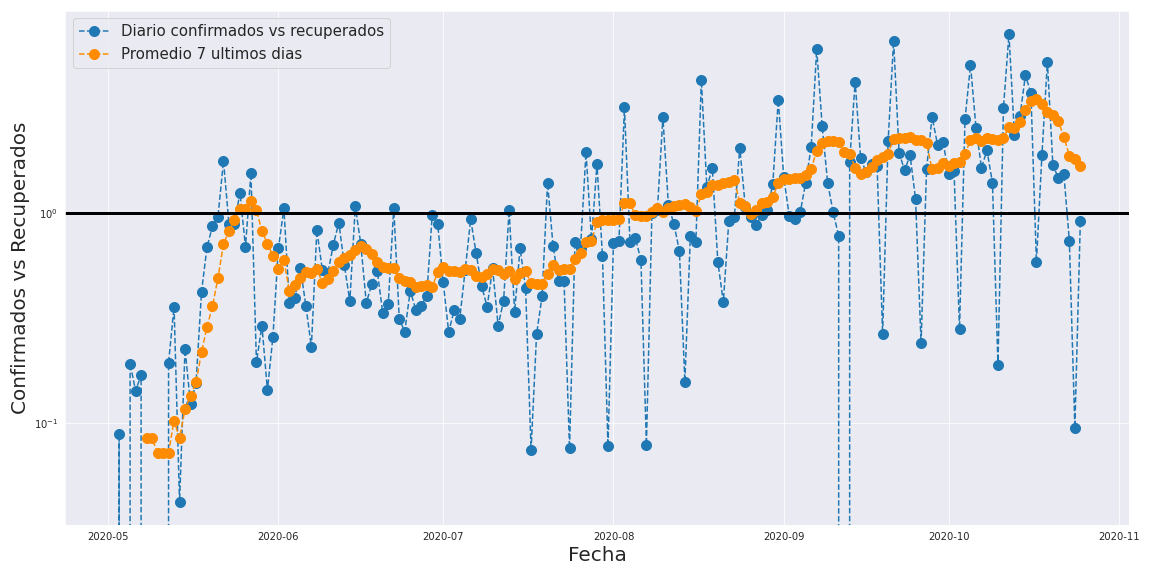 Diario confirmados vs recuperados
Promedio 7 ultimos dias
Confirmados vs Recuperados
10⁰
10⁻¹
2020-05 2020-06 2020-07 2020-08 2020-09 2020-10 2020-11
Fecha